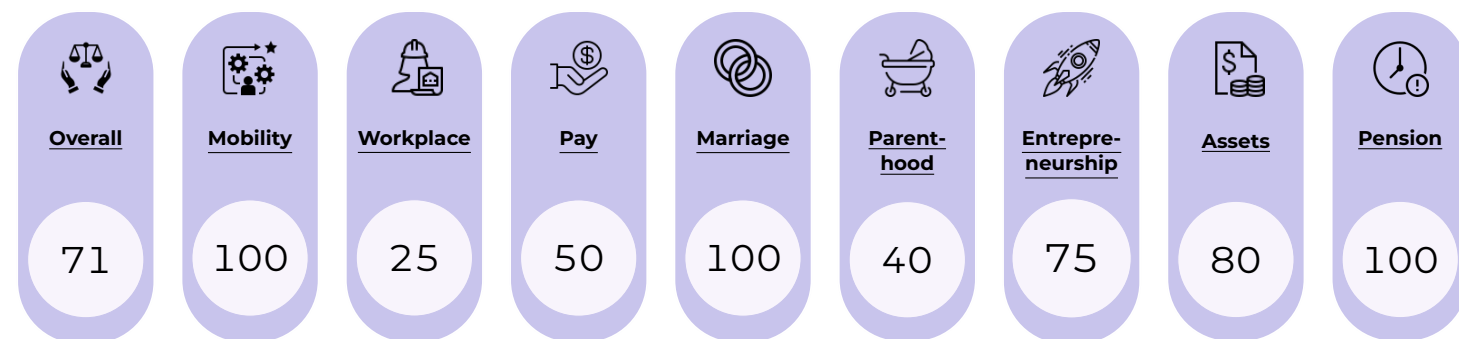 Overall
71
Mobility
100
Workplace
25
Pay
50
Marriage
100
Parent-
hood
40
Entrepre-
neurship
75
Assets
80
Pension
100